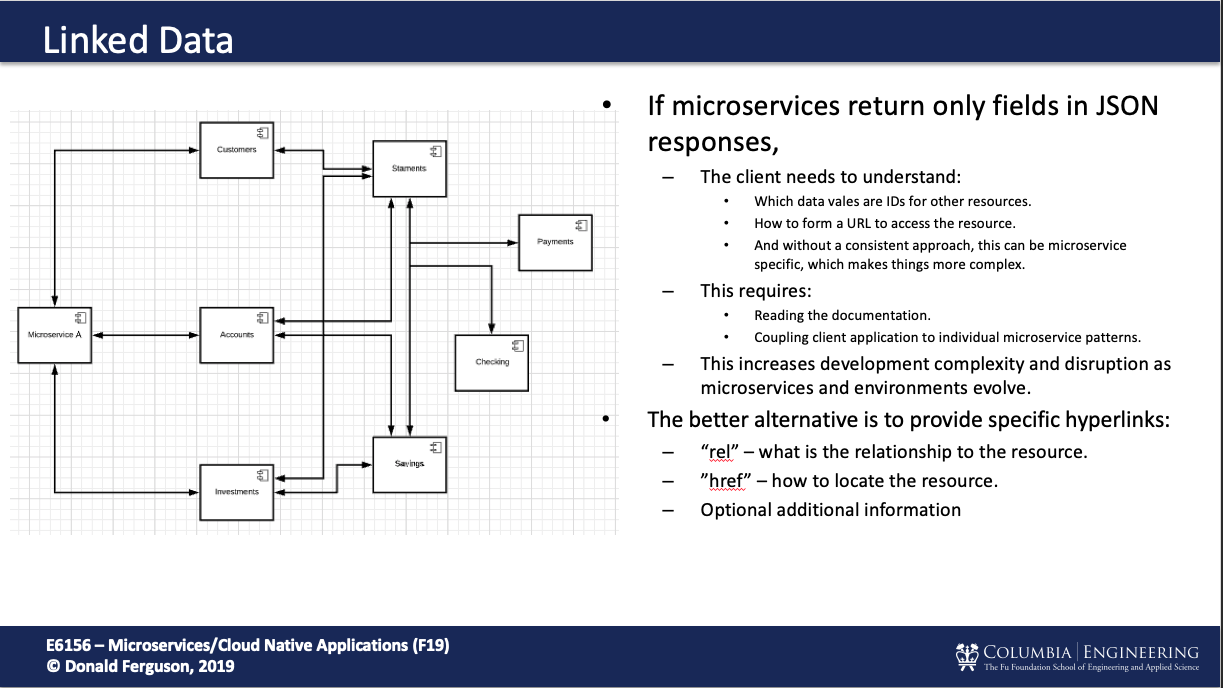 Linked Data
Customers
Staments
Payments
Microservice A
Accounts
Checking
Savings
Investments
• If microservices return only fields in JSON
responses,
– The client needs to understand:
• Which data vales are IDs for other resources.
• How to form a URL to access the resource.
• And without a consistent approach, this can be microservice
specific, which makes things more complex.
– This requires:
• Reading the documentation.
• Coupling client application to individual microservice patterns.
– This increases development complexity and disruption as
microservices and environments evolve.
• The better alternative is to provide specific hyperlinks:
– “rel” – what is the relationship to the resource.
– ”href” – how to locate the resource.
– Optional additional information
E6156 – Microservices/Cloud Native Applications (F19)
© Donald Ferguson, 2019
COLUMBIA | ENGINEERING
The Fu Foundation School of Engineering and Applied Science